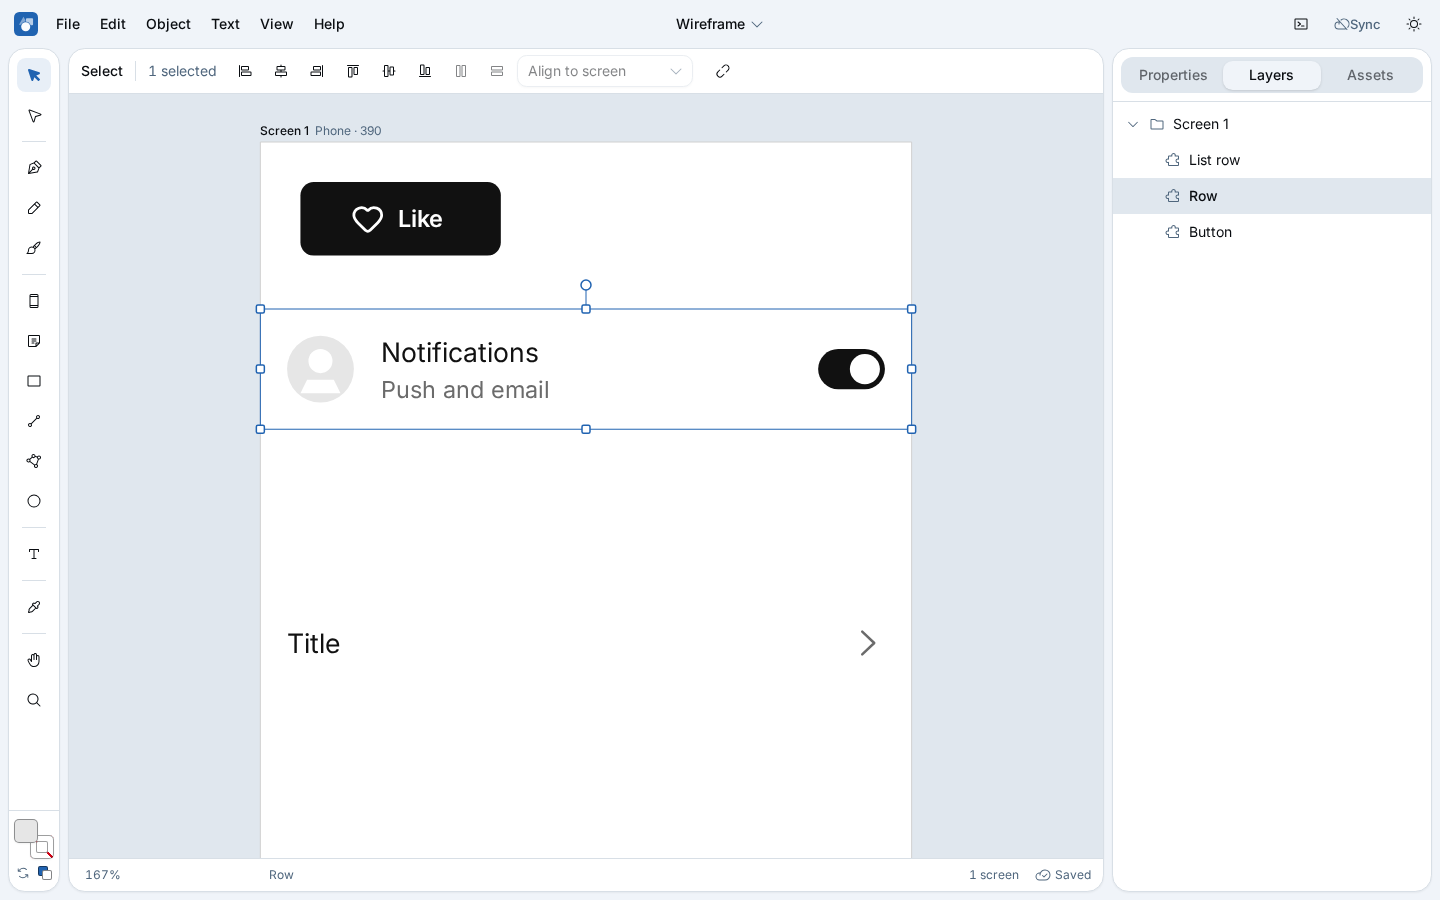 File Edit Object Text View Help
Wireframe
Sync
Select 1 selected Align to screen
Properties Layers Assets
Screen 1 Phone · 390
Like
Notifications
Push and email
Title
Screen 1
List row
Row
Button
167% Row 1 screen Saved